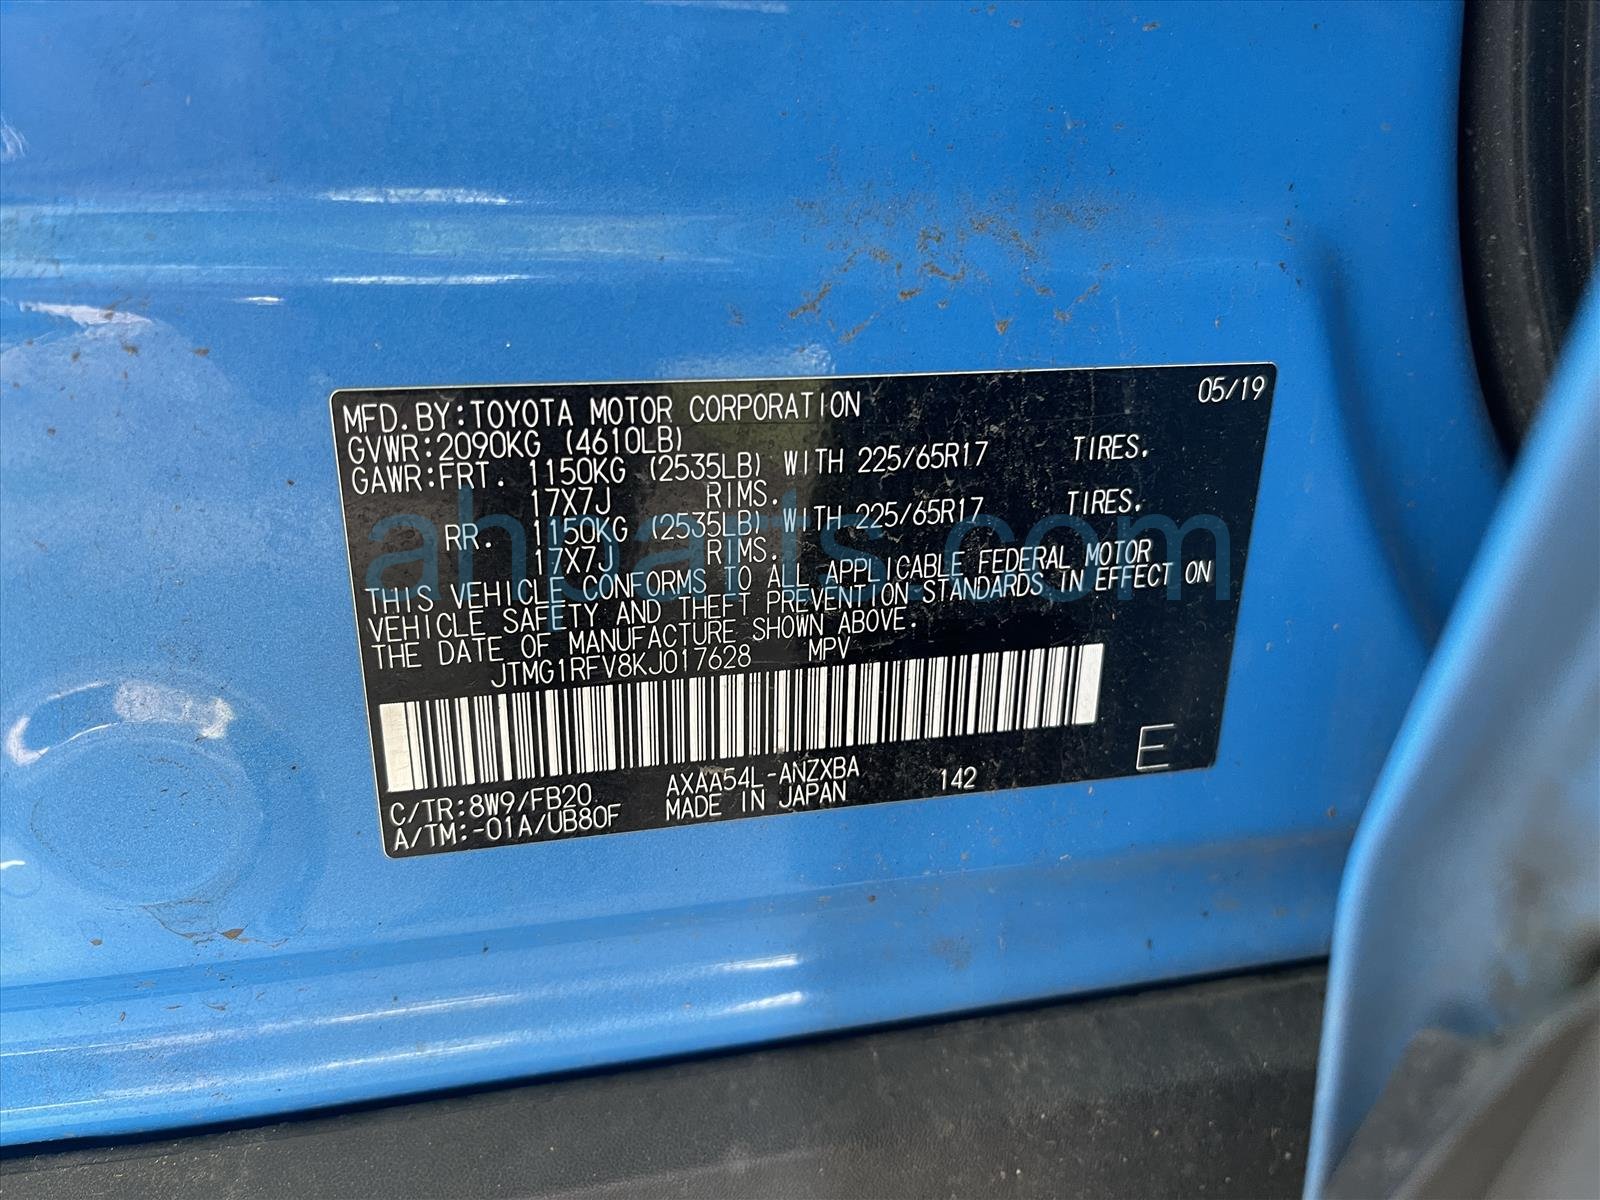 05/19
MFD. BY:TOYOTA MOTOR CORPORATION
GVWR:2090KG (4610LB)
GAWR:FRT. 1150KG (2535LB) WITH 225/65R17 TIRES.
17X7J RIMS.
RR. 1150KG (2535LB) WITH 225/65R17 TIRES.
17X7J RIMS.
THIS VEHICLE CONFORMS TO ALL APPLICABLE FEDERAL MOTOR
VEHICLE SAFETY AND THEFT PREVENTION STANDARDS IN EFFECT ON
THE DATE OF MANUFACTURE SHOWN ABOVE.
JTMG1RFV8KJ017628 MPV
E
C/TR:8W9/FB20 AXAA54L-ANZXBA 142
A/TM:-01A/UB80F MADE IN JAPAN
ahparts.com